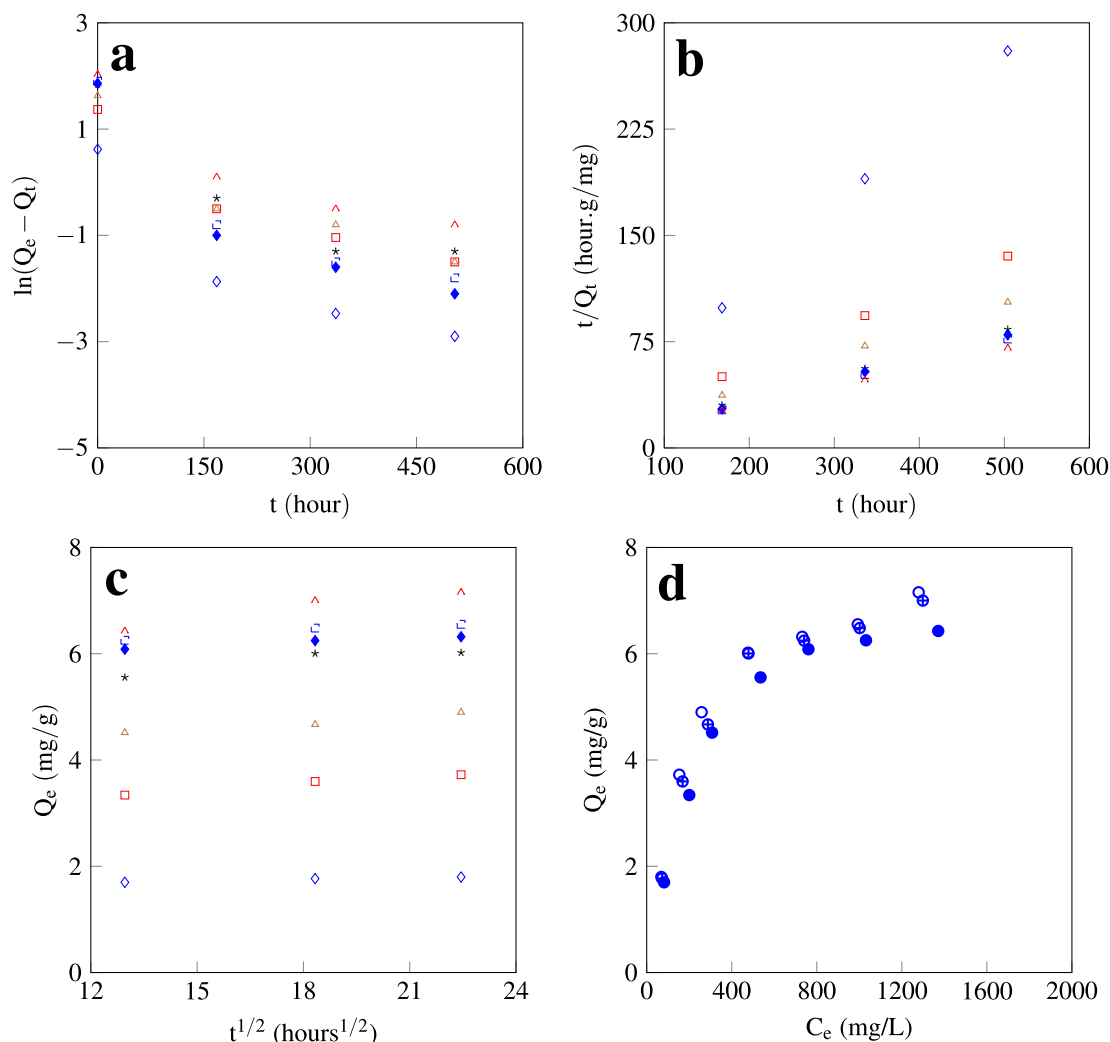 a
ln(Qₑ − Qₜ)
3
1
−1
−3
−5
0 150 300 450 600
t (hour)
b
t/Qₜ (hour.g/mg)
300
225
150
75
0
100 200 300 400 500 600
t (hour)
c
Qₑ (mg/g)
8
6
4
2
0
12 15 18 21 24
t^{1/2} (hours^{1/2})
d
Qₑ (mg/g)
8
6
4
2
0
0 400 800 1200 1600 2000
Cₑ (mg/L)